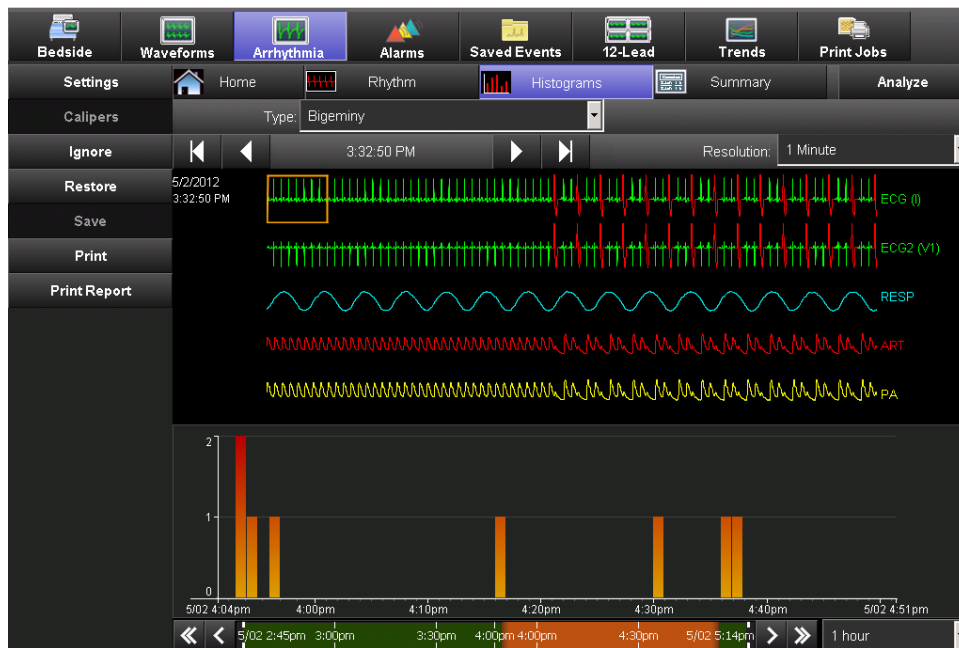 Bedside Waveforms Arrhythmia Alarms Saved Events 12-Lead Trends Print Jobs
Settings Home Rhythm Histograms Summary Analyze
Calipers Type: Bigeminy
Ignore 3:32:50 PM Resolution: 1 Minute
Restore
Save
Print
Print Report
5/2/2012
3:32:50 PM
ECG (I)
ECG2 (V1)
RESP
ART
PA
2
1
0
5/02 4:04pm 4:00pm 4:10pm 4:20pm 4:30pm 4:40pm 5/02 4:51pm
5/02 2:45pm 3:00pm 3:30pm 4:00pm 4:00pm 4:30pm 5/02 5:14pm 1 hour